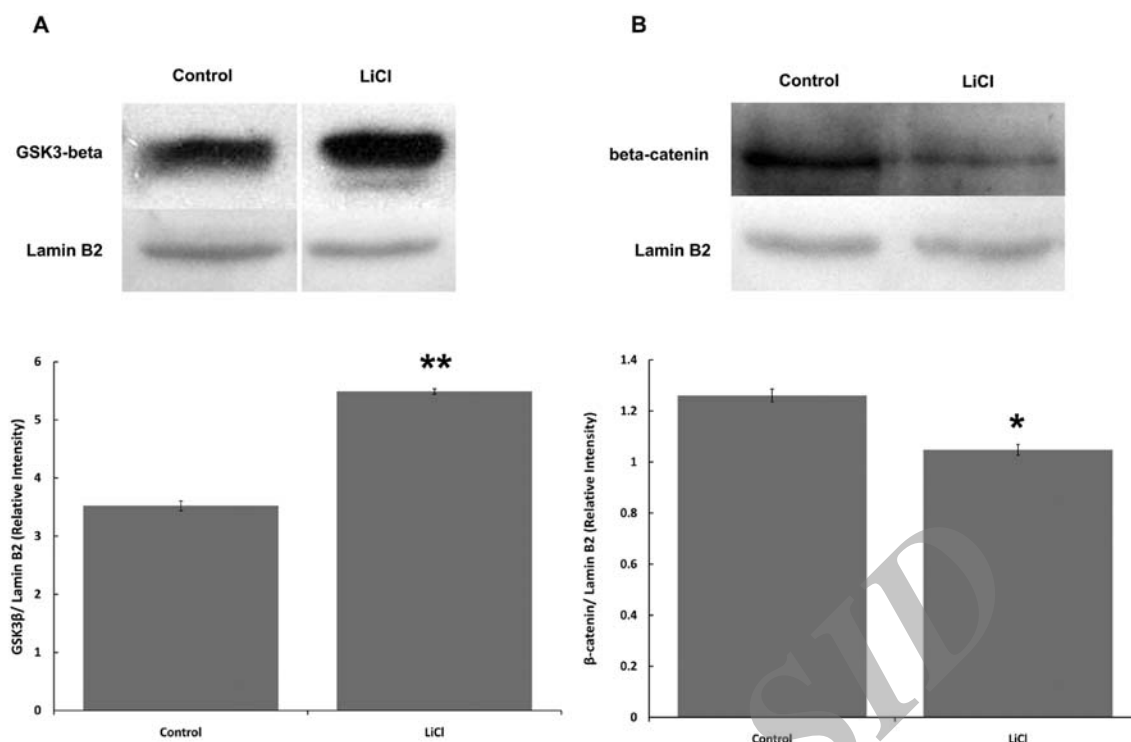 A
B
Control LiCl
Control LiCl
GSK3-beta
beta-catenin
Lamin B2
Lamin B2
6
5
4
3
2
1
0
GSK3β/ Lamin B2 (Relative Intensity)
**
Control LiCl
1.4
1.2
1
0.8
0.6
0.4
0.2
0
β-catenin/ Lamin B2 (Relative Intensity)
*
Control LiCl
SID